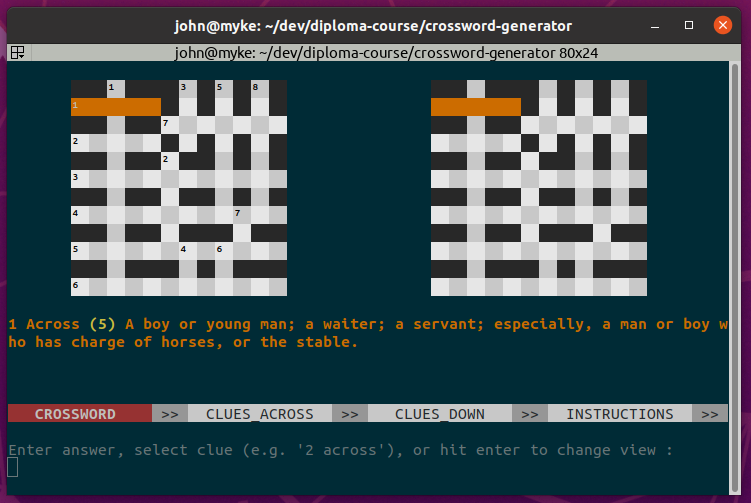 john@myke: ~/dev/diploma-course/crossword-generator
john@myke: ~/dev/diploma-course/crossword-generator 80x24
1 3 5 8
1
7
2
2
3
4 7
5 4 6
6
1 Across (5) A boy or young man; a waiter; a servant; especially, a man or boy w
ho has charge of horses, or the stable.
CROSSWORD >> CLUES_ACROSS >> CLUES_DOWN >> INSTRUCTIONS >>
Enter answer, select clue (e.g. '2 across'), or hit enter to change view :